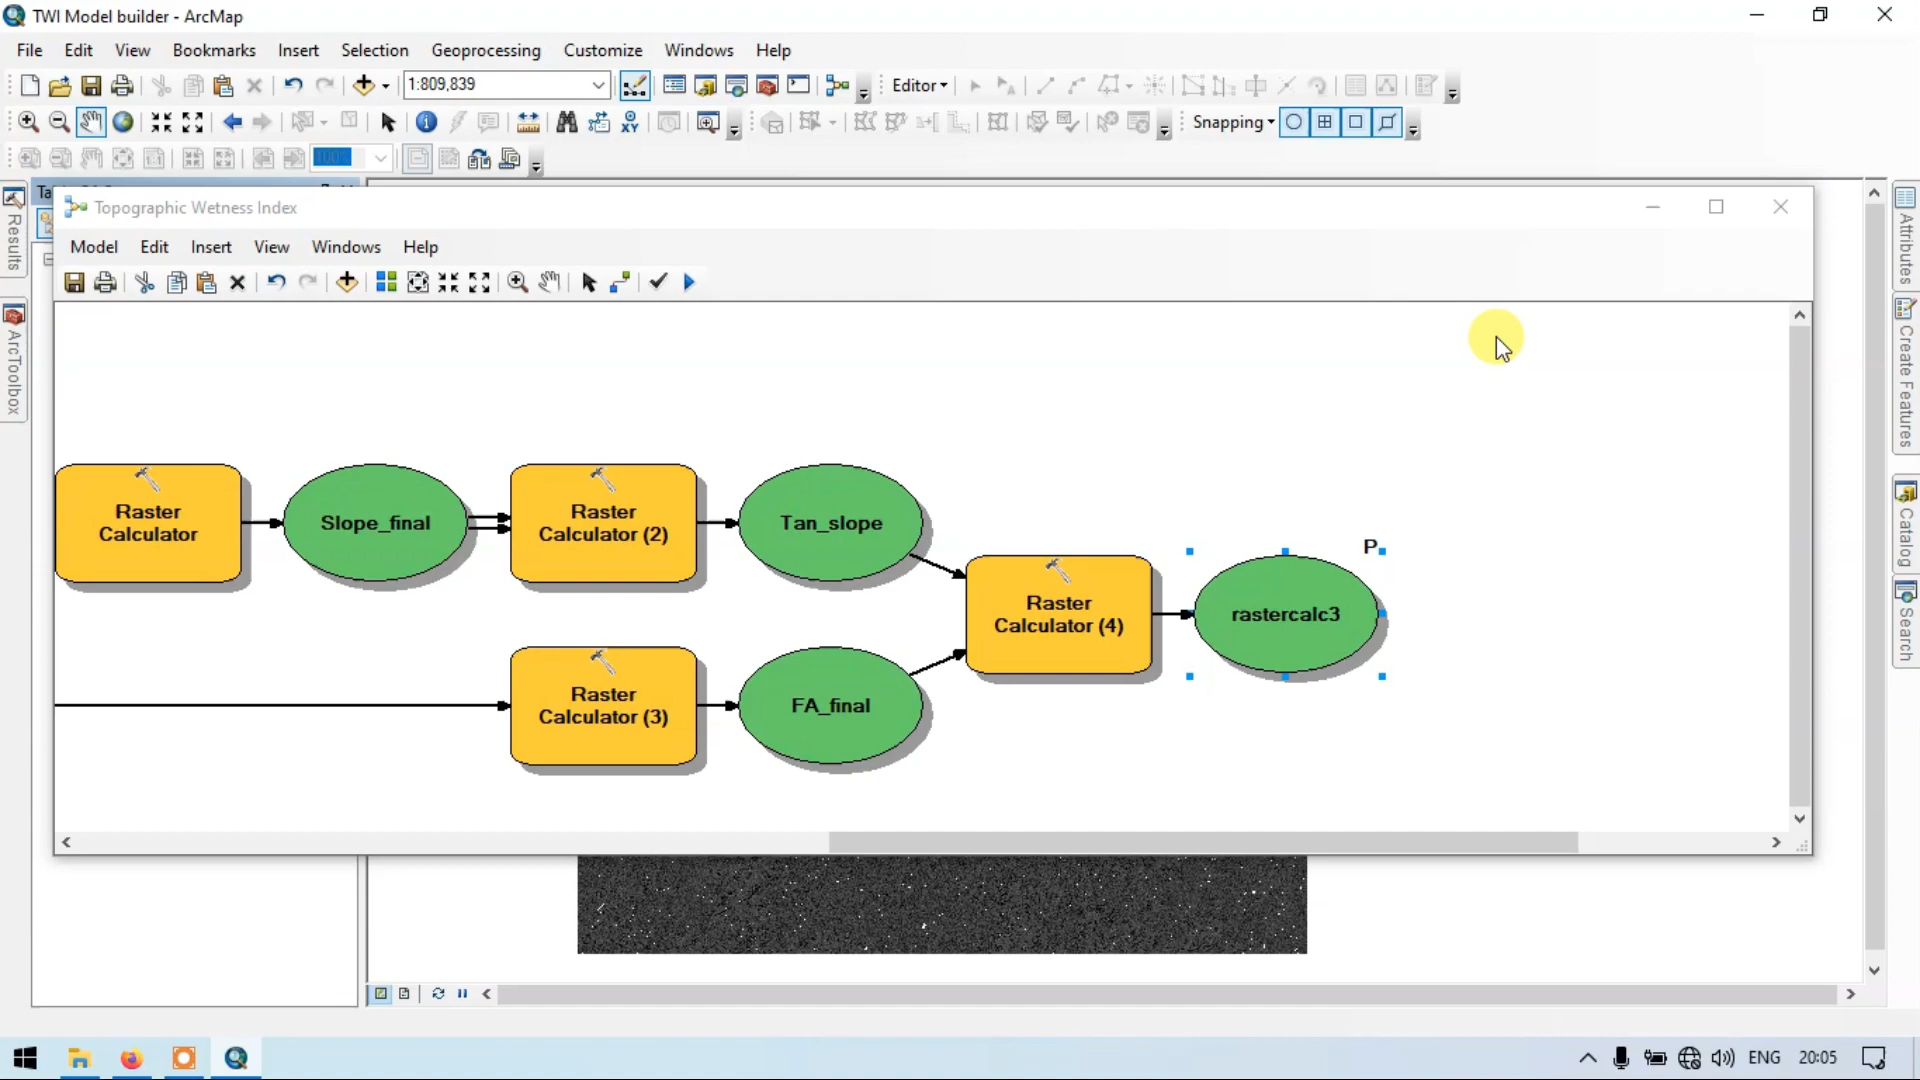 TWI Model builder - ArcMap
File Edit View Bookmarks Insert Selection Geoprocessing Customize Windows Help
1:809,839
Editor
Snapping
100%
Results
ArcToolbox
Topographic Wetness Index
Model Edit Insert View Windows Help
Raster
Calculator
Slope_final
Raster
Calculator (2)
Tan_slope
P
Raster
Calculator (4)
rastercalc3
Raster
Calculator (3)
FA_final
Attributes
Create Features
Catalog
Search
ENG 20:05